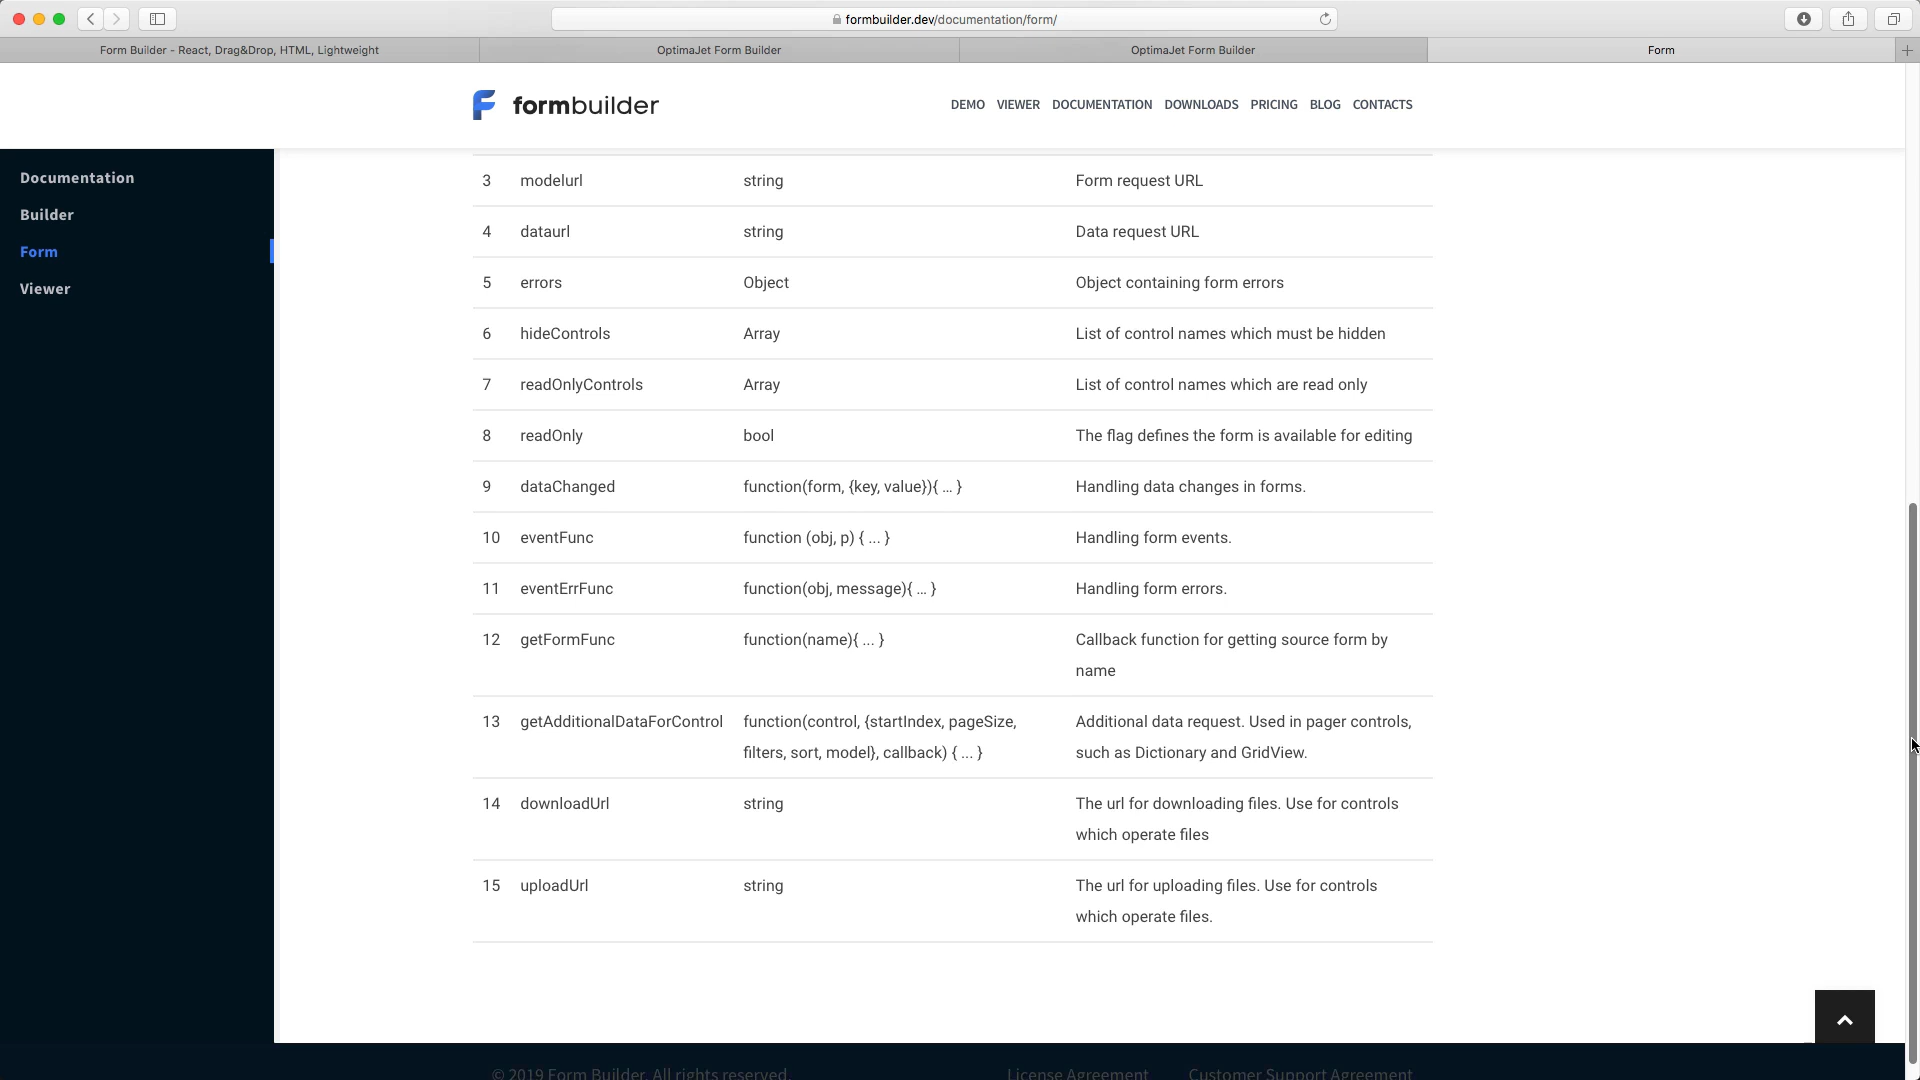 formbuilder.dev/documentation/form/
Form Builder - React, Drag&Drop, HTML, Lightweight
OptimaJet Form Builder
OptimaJet Form Builder
Form
formbuilder
DEMO VIEWER DOCUMENTATION DOWNLOADS PRICING BLOG CONTACTS
Documentation
Builder
Form
Viewer
3 modelurl string Form request URL
4 dataurl string Data request URL
5 errors Object Object containing form errors
6 hideControls Array List of control names which must be hidden
7 readOnlyControls Array List of control names which are read only
8 readOnly bool The flag defines the form is available for editing
9 dataChanged function(form, {key, value}){ ... } Handling data changes in forms.
10 eventFunc function (obj, p) { ... } Handling form events.
11 eventErrFunc function(obj, message){ ... } Handling form errors.
12 getFormFunc function(name){ ... } Callback function for getting source form by
name
13 getAdditionalDataForControl function(control, {startIndex, pageSize, Additional data request. Used in pager controls,
filters, sort, model}, callback) { ... } such as Dictionary and GridView.
14 downloadUrl string The url for downloading files. Use for controls
which operate files
15 uploadUrl string The url for uploading files. Use for controls
which operate files.
© 2019 Form Builder. All rights reserved. License Agreement Customer Support Agreement